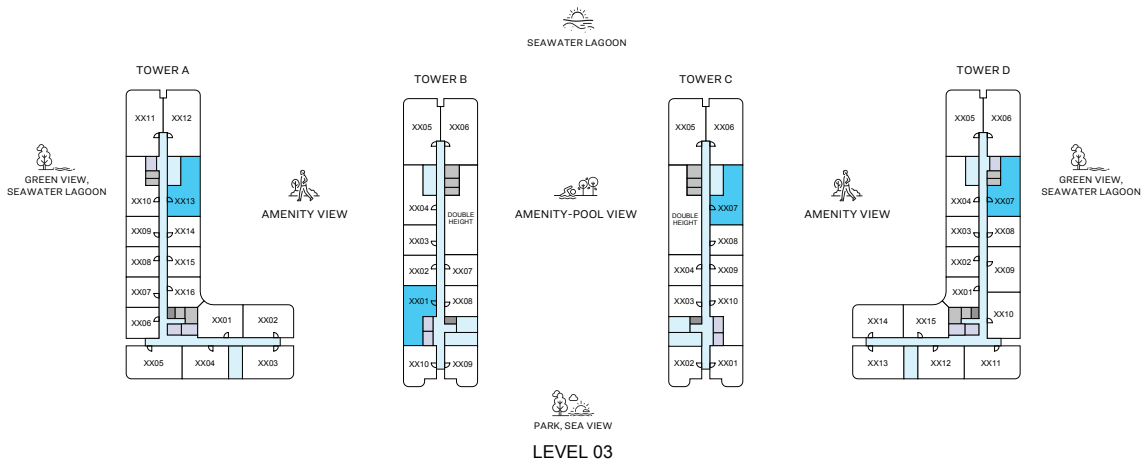 SEAWATER LAGOON
TOWER A
TOWER B
TOWER C
TOWER D
GREEN VIEW,
SEAWATER LAGOON
AMENITY VIEW
AMENITY-POOL VIEW
AMENITY VIEW
GREEN VIEW,
SEAWATER LAGOON
XX11 XX12
XX10 XX13
XX09 XX14
XX08 XX15
XX07 XX16
XX06 XX01 XX02
XX05 XX04 XX03
XX05 XX06
XX04 DOUBLE
HEIGHT
XX03
XX02 XX07
XX01 XX08
XX10 XX09
XX05 XX06
DOUBLE
HEIGHT XX07
XX08
XX04 XX09
XX03 XX10
XX02 XX01
XX05 XX06
XX04 XX07
XX03 XX08
XX02 XX09
XX01 XX10
XX14 XX15
XX13 XX12 XX11
PARK, SEA VIEW
LEVEL 03